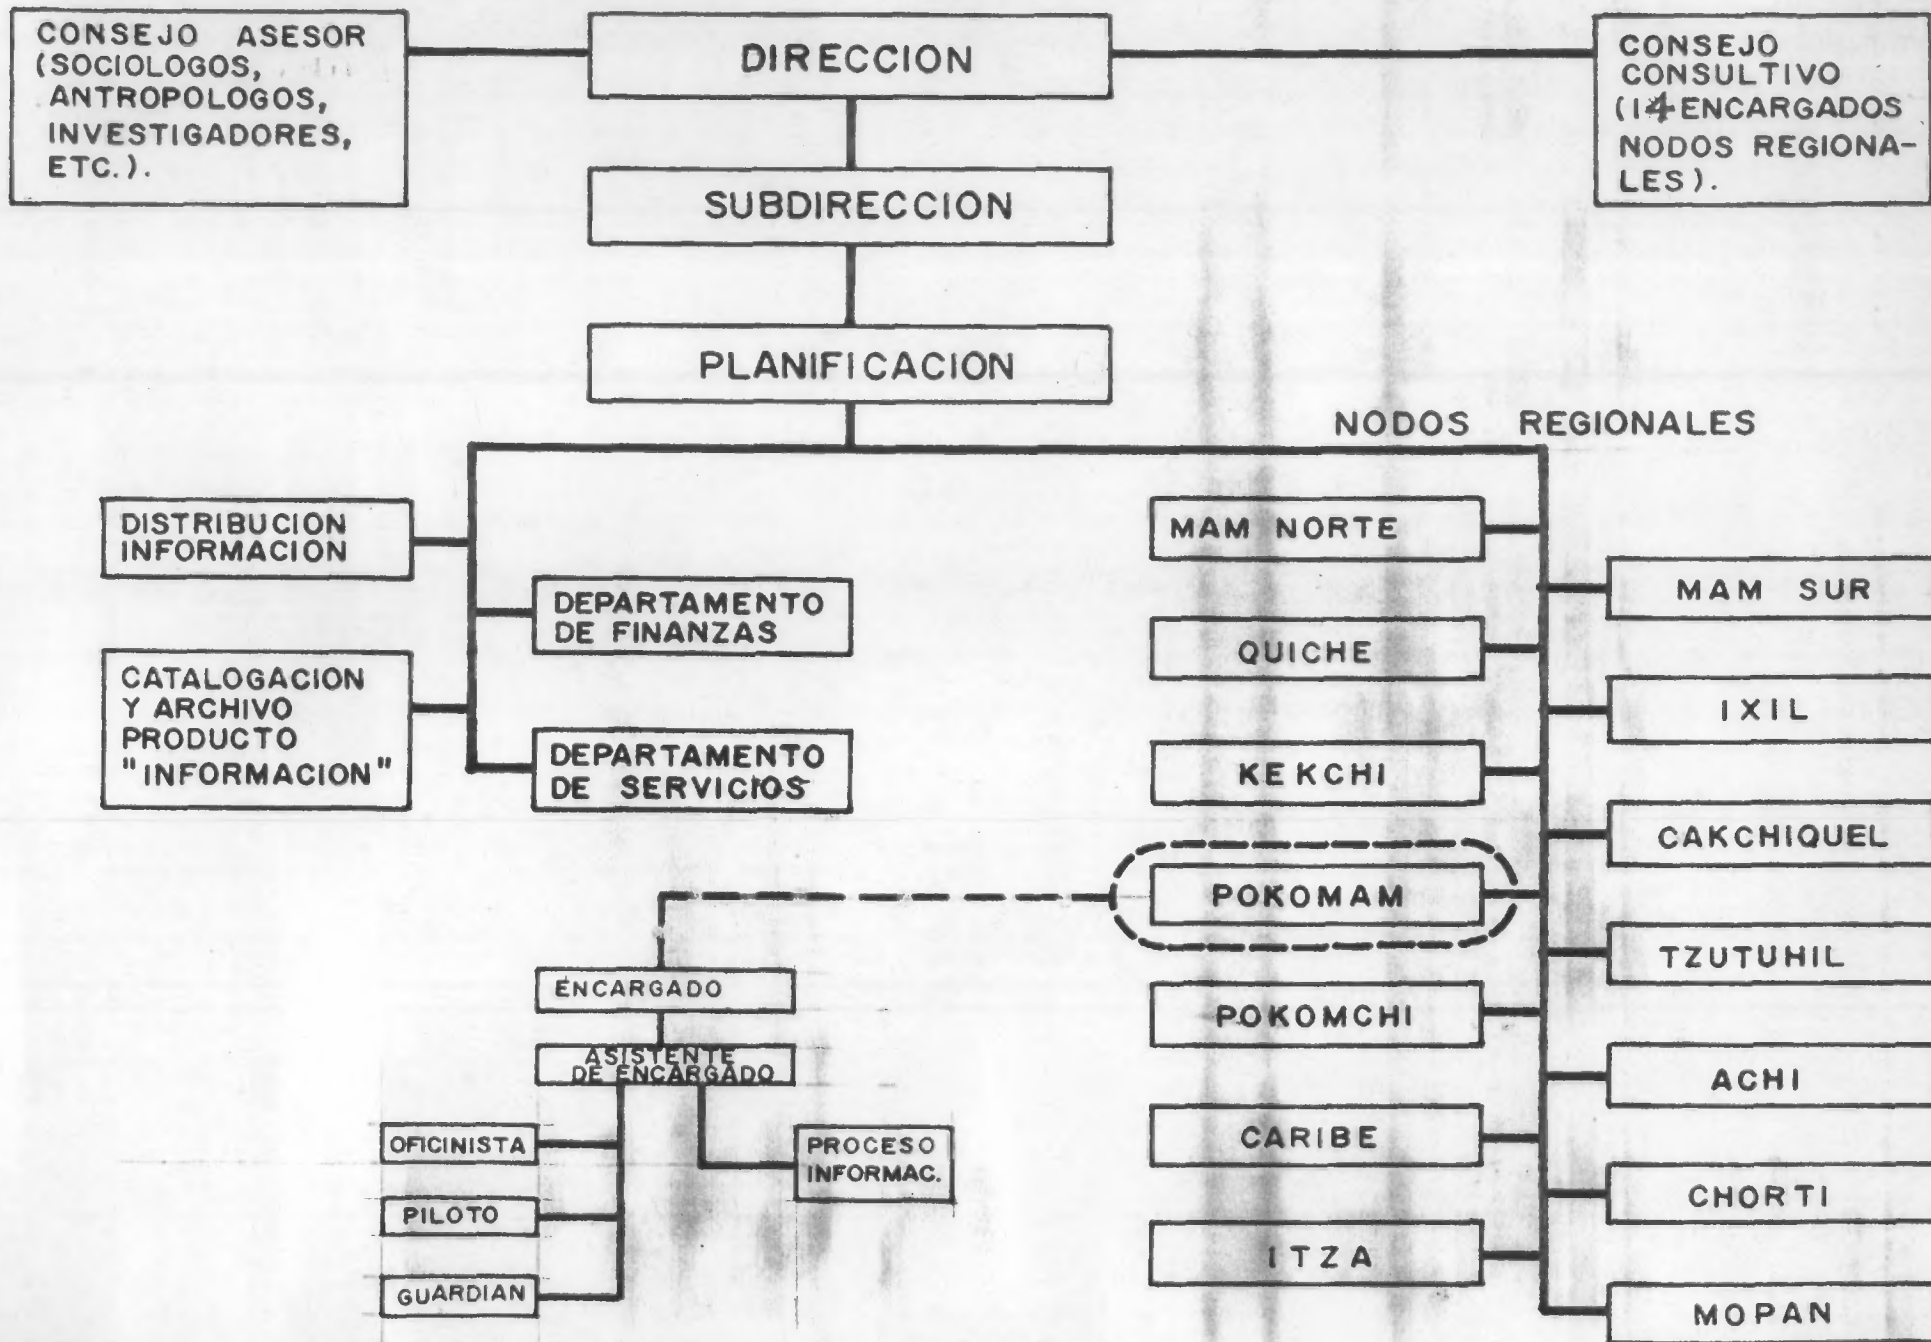 CONSEJO ASESOR
(SOCIOLOGOS,
ANTROPOLOGOS,
INVESTIGADORES,
ETC.).
DIRECCION
CONSEJO
CONSULTIVO
(14 ENCARGADOS
NODOS REGIONA-
LES).
SUBDIRECCION
PLANIFICACION
NODOS REGIONALES
DISTRIBUCION
INFORMACION
DEPARTAMENTO
DE FINANZAS
CATALOGACION
Y ARCHIVO
PRODUCTO
"INFORMACION"
DEPARTAMENTO
DE SERVICIOS
MAM NORTE
MAM SUR
QUICHE
IXIL
KEKCHI
CAKCHIQUEL
POKOMAM
TZUTUHIL
POKOMCHI
ACHI
CARIBE
CHORTI
ITZA
MOPAN
ENCARGADO
ASISTENTE
DE ENCARGADO
OFICINISTA
PROCESO
INFORMAC.
PILOTO
GUARDIAN